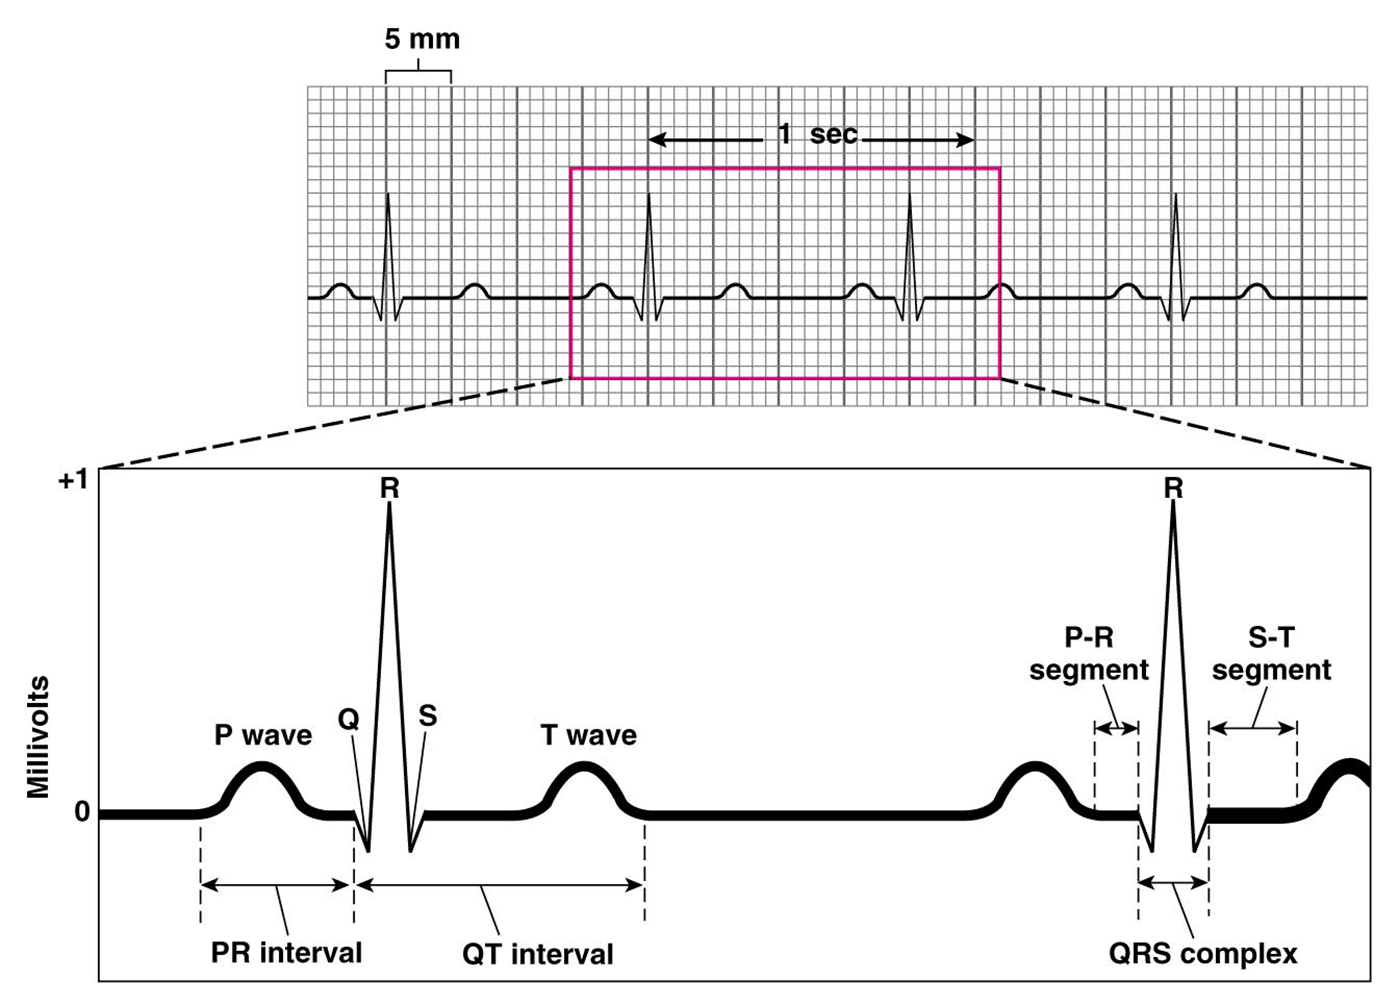 5 mm
1 sec
+1
R
R
P-R
segment
S-T
segment
Q
S
P wave
T wave
Millivolts
0
PR interval
QT interval
QRS complex